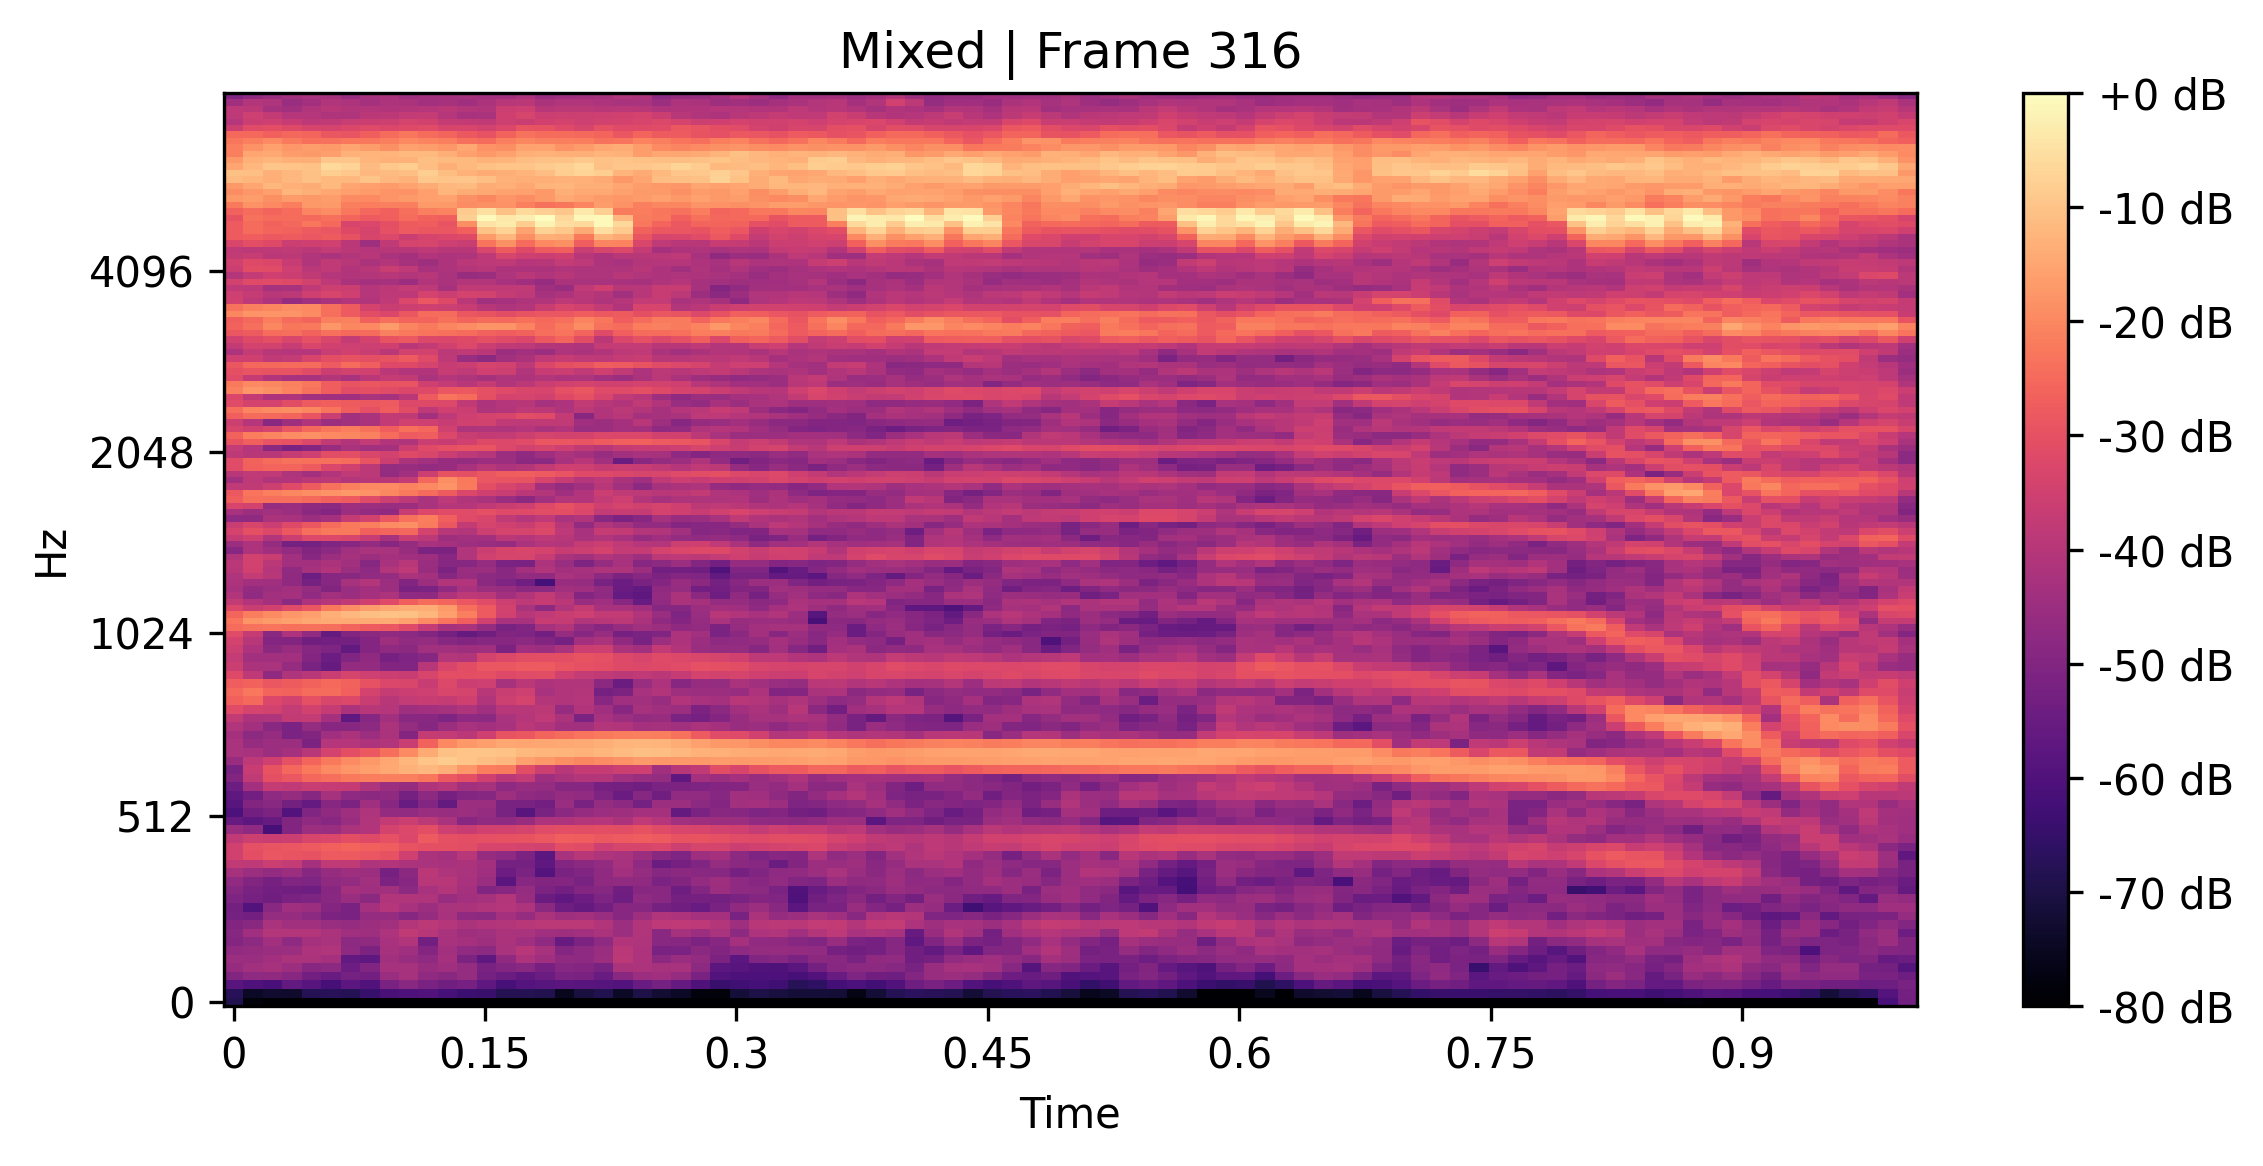 Mixed | Frame 316
+0 dB
-10 dB
-20 dB
-30 dB
-40 dB
-50 dB
-60 dB
-70 dB
-80 dB
Hz
4096
2048
1024
512
0
0 0.15 0.3 0.45 0.6 0.75 0.9
Time